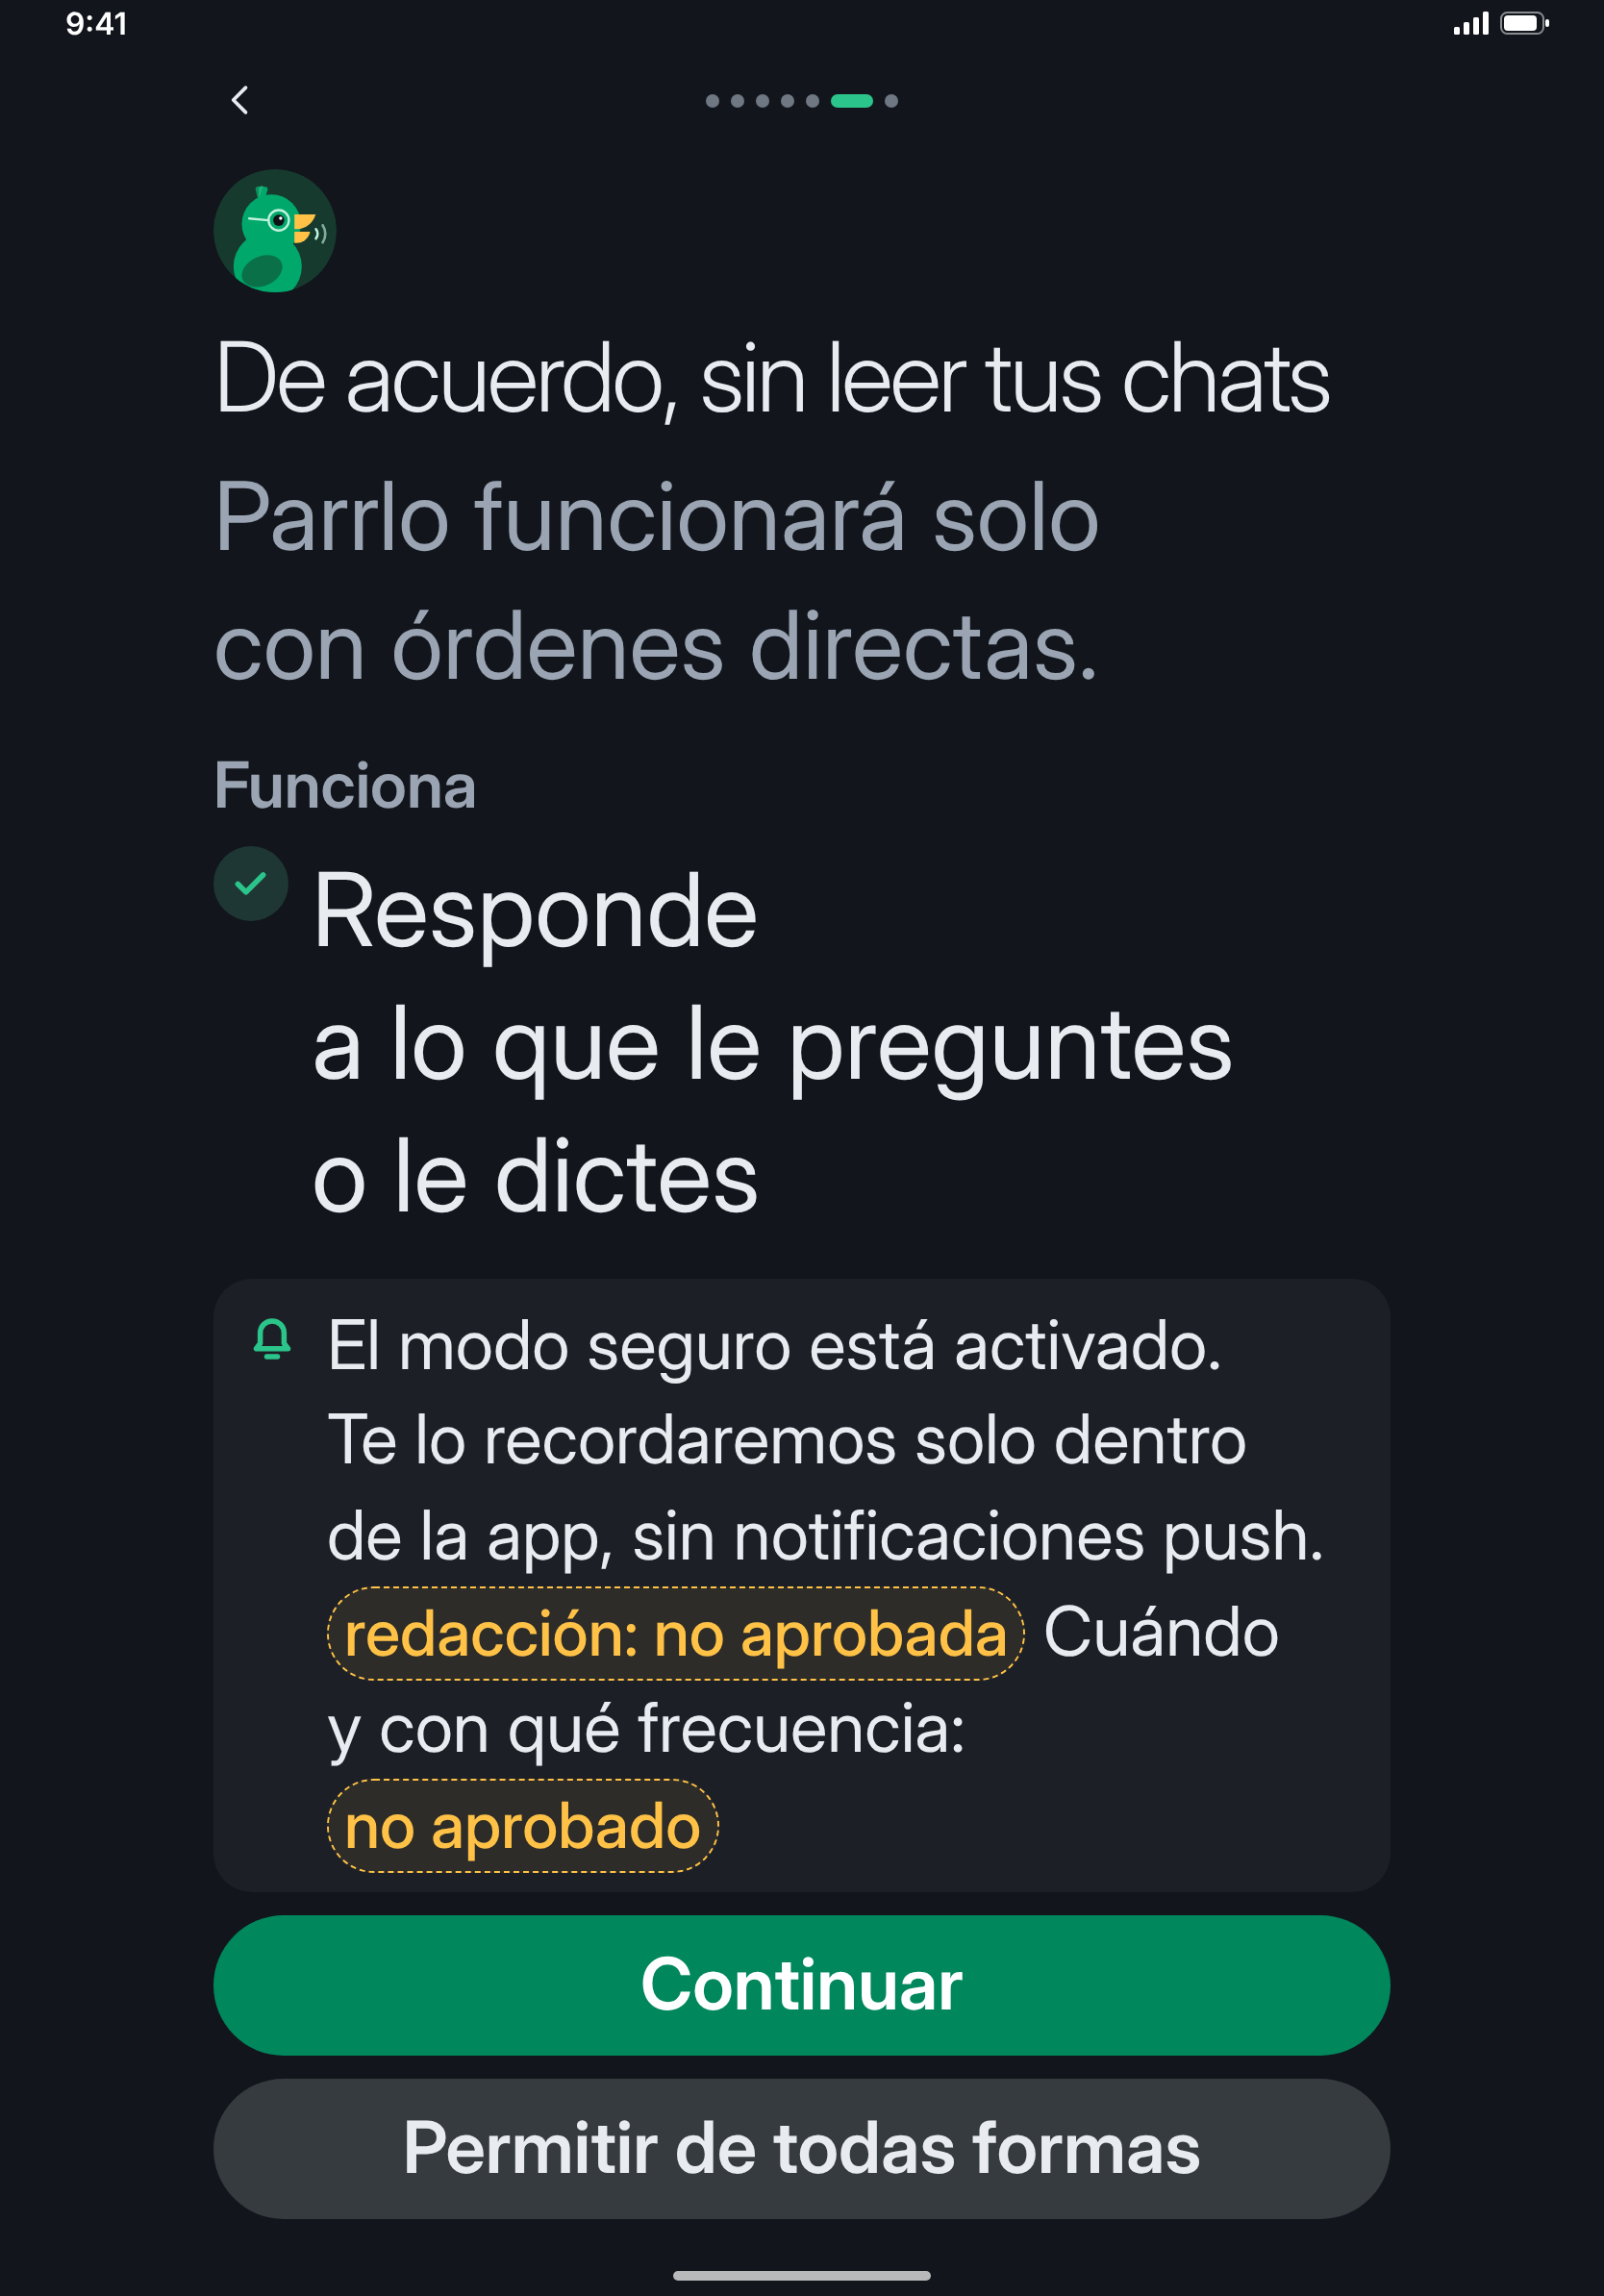 9:41
De acuerdo, sin leer tus chats
Parrlo funcionará solo
con órdenes directas.
Funciona
Responde
a lo que le preguntes
o le dictes
El modo seguro está activado.
Te lo recordaremos solo dentro
de la app, sin notificaciones push.
redacción: no aprobada Cuándo
y con qué frecuencia:
no aprobado
Continuar
Permitir de todas formas